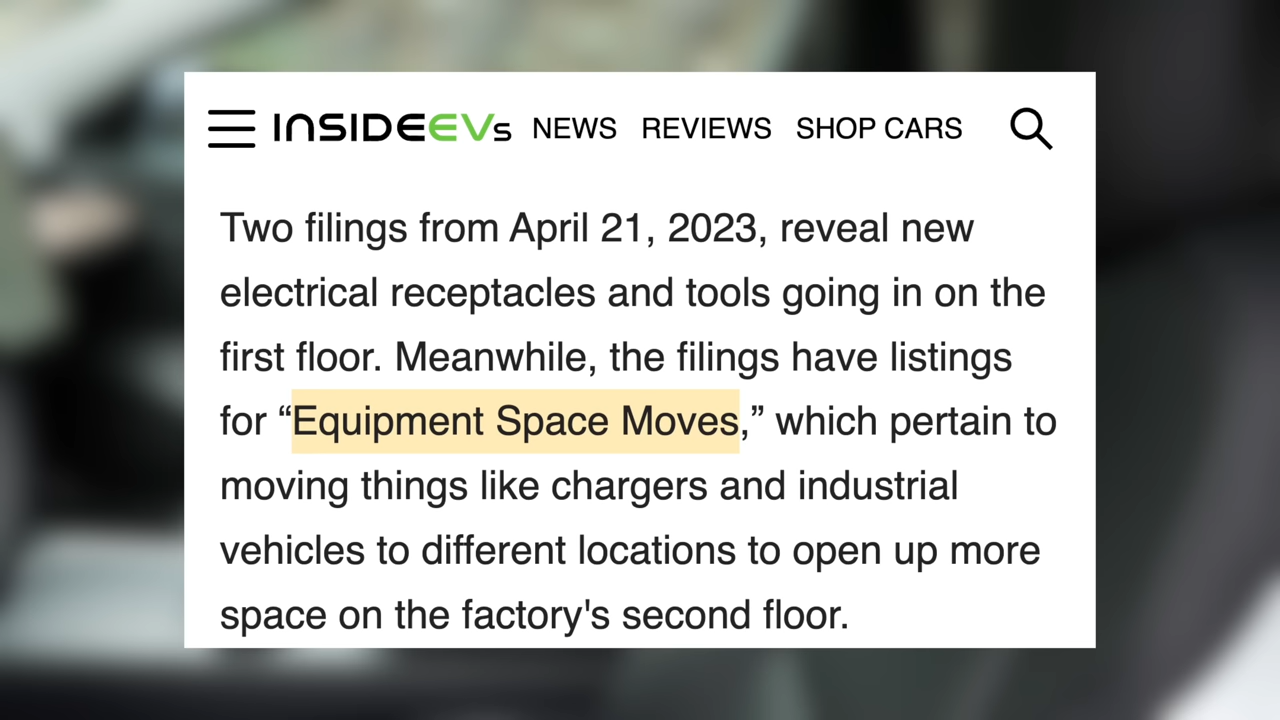 INSIDEEVs NEWS REVIEWS SHOP CARS
Two filings from April 21, 2023, reveal new
electrical receptacles and tools going in on the
first floor. Meanwhile, the filings have listings
for “Equipment Space Moves,” which pertain to
moving things like chargers and industrial
vehicles to different locations to open up more
space on the factory's second floor.